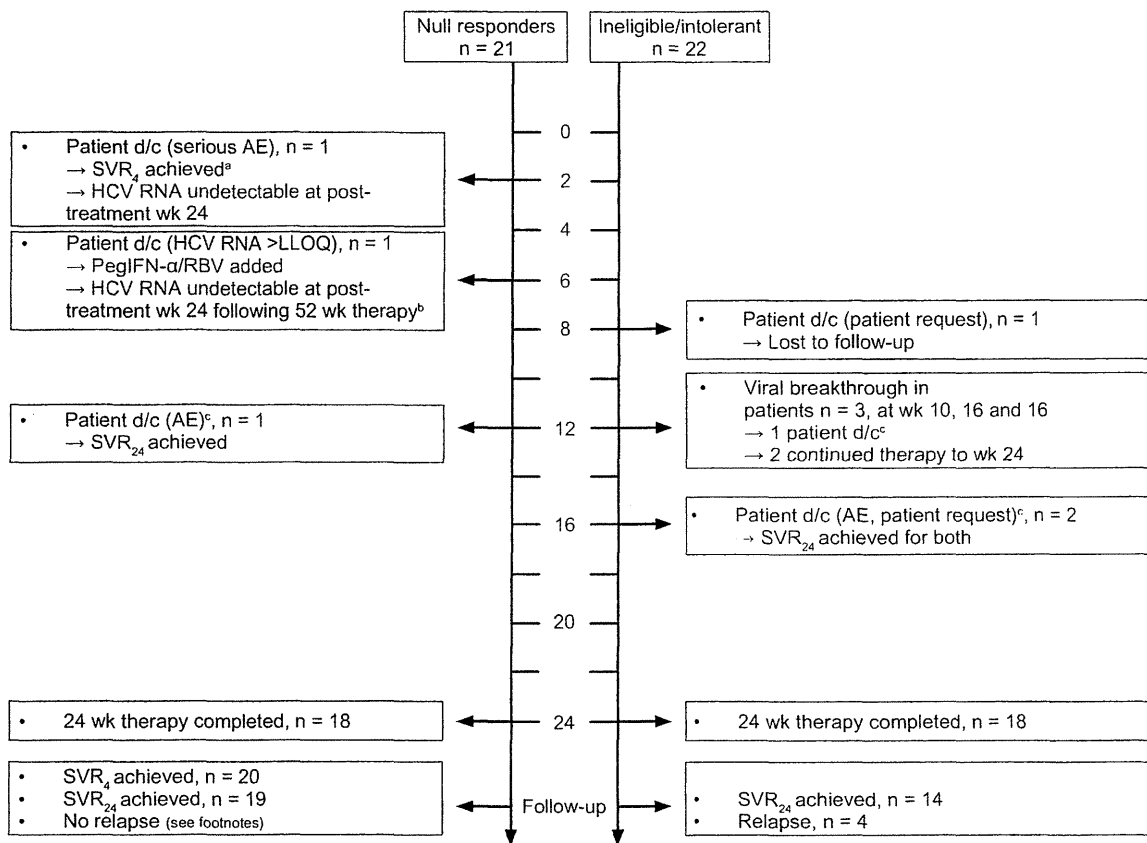 Null responders
n = 21
Ineligible/intolerant
n = 22
• Patient d/c (serious AE), n = 1
→ SVR₄ achievedᵃ
→ HCV RNA undetectable at post-
treatment wk 24
• Patient d/c (HCV RNA >LLOQ), n = 1
→ PegIFN-α/RBV added
→ HCV RNA undetectable at post-
treatment wk 24 following 52 wk therapyᵇ
• Patient d/c (AE)ᶜ, n = 1
→ SVR₂₄ achieved
• 24 wk therapy completed, n = 18
• SVR₄ achieved, n = 20
• SVR₂₄ achieved, n = 19
• No relapse (see footnotes)
0
2
4
6
8
12
16
20
24
Follow-up
• Patient d/c (patient request), n = 1
→ Lost to follow-up
• Viral breakthrough in
patients n = 3, at wk 10, 16 and 16
→ 1 patient d/cᶜ
→ 2 continued therapy to wk 24
• Patient d/c (AE, patient request)ᶜ, n = 2
→ SVR₂₄ achieved for both
• 24 wk therapy completed, n = 18
• SVR₂₄ achieved, n = 14
• Relapse, n = 4